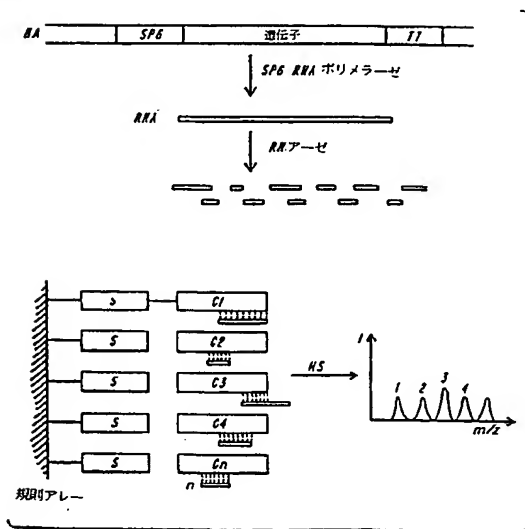 NA SP6 遺伝子 T7
SP6 RNA ポリメラーゼ
RNA
RNアーゼ
S C1
S C2
S C3
S C4
S Cn
n
規則アレー
MS
I
1 2 3 4
m/z